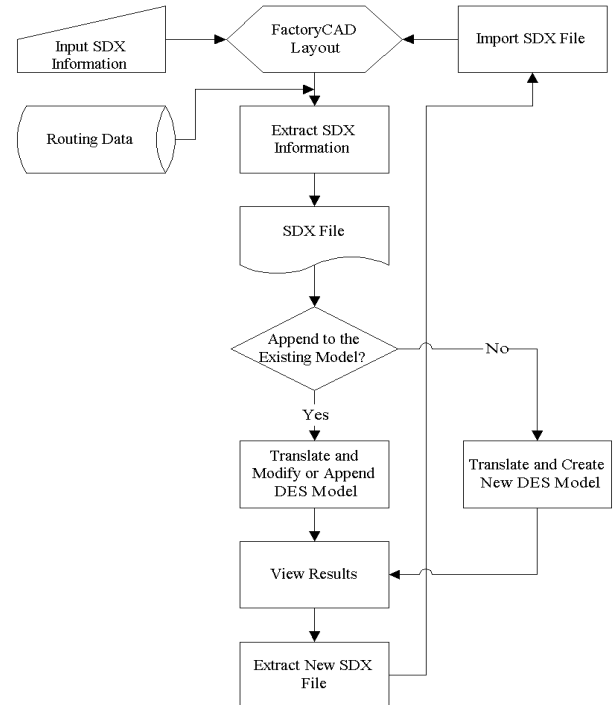 Input SDX
Information
FactoryCAD
Layout
Import SDX File
Routing Data
Extract SDX
Information
SDX File
Append to the
Existing Model?
No
Yes
Translate and
Modify or Append
DES Model
Translate and Create
New DES Model
View Results
Extract New SDX
File